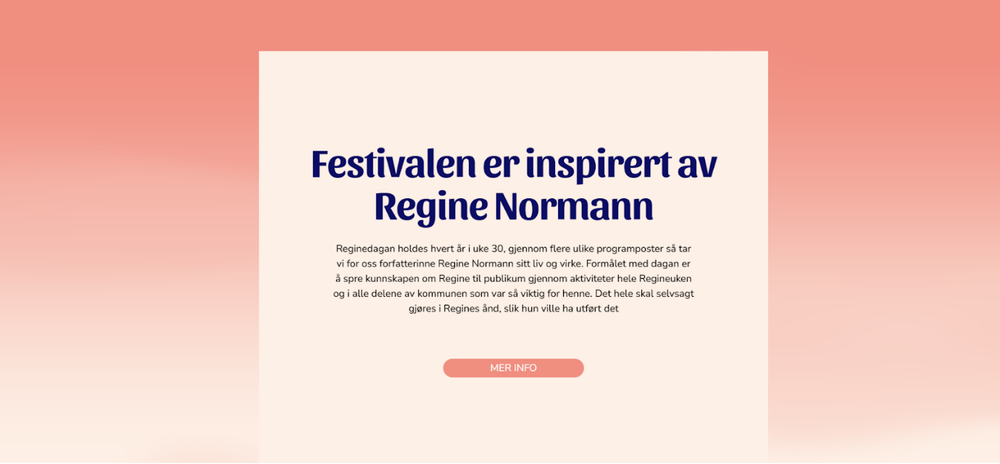 Festivalen er inspirert av
Regine Normann
Reginedagan holdes hvert år i uke 30, gjennom flere ulike programposter så tar
vi for oss forfatterinne Regine Normann sitt liv og virke. Formålet med dagan er
å spre kunnskapen om Regine til publikum gjennom aktiviteter hele Regineuken
og i alle delene av kommunen som var så viktig for henne. Det hele skal selvsagt
gjøres i Regines ånd, slik hun ville ha utført det
MER INFO